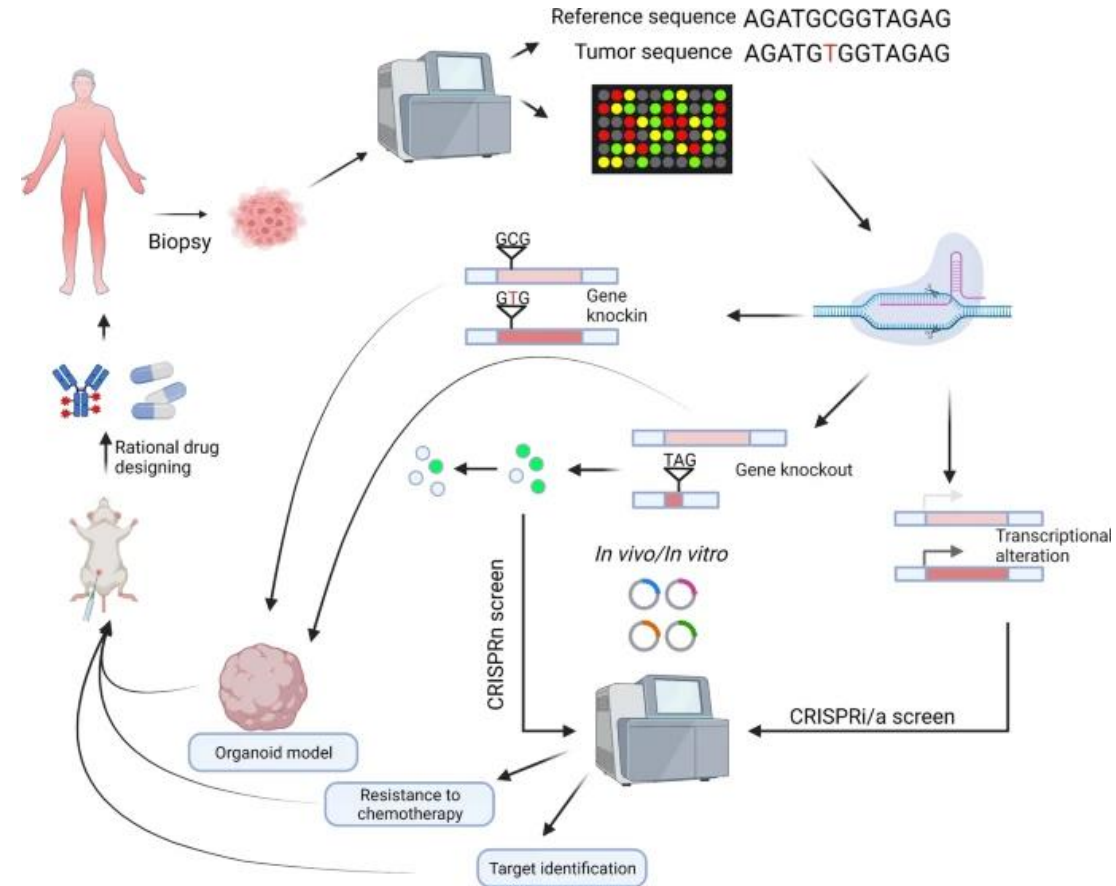 Reference sequence AGATGCGGTAGAG
Tumor sequence AGATGTGGTAGAG
Biopsy
GCG
GTG
Gene
knockin
Rational drug
designing
TAG
Gene knockout
In vivo/In vitro
Transcriptional
alteration
CRISPRn screen
CRISPRi/a screen
Organoid model
Resistance to
chemotherapy
Target identification